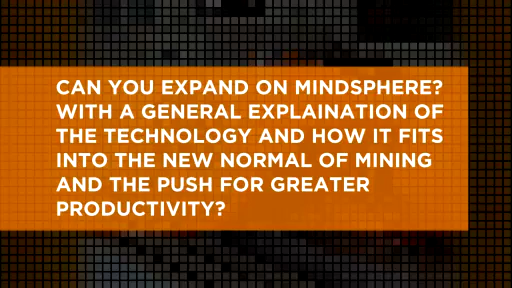 CAN YOU EXPAND ON MINDSPHERE?
WITH A GENERAL EXPLAINATION OF
THE TECHNOLOGY AND HOW IT FITS
INTO THE NEW NORMAL OF MINING
AND THE PUSH FOR GREATER
PRODUCTIVITY?